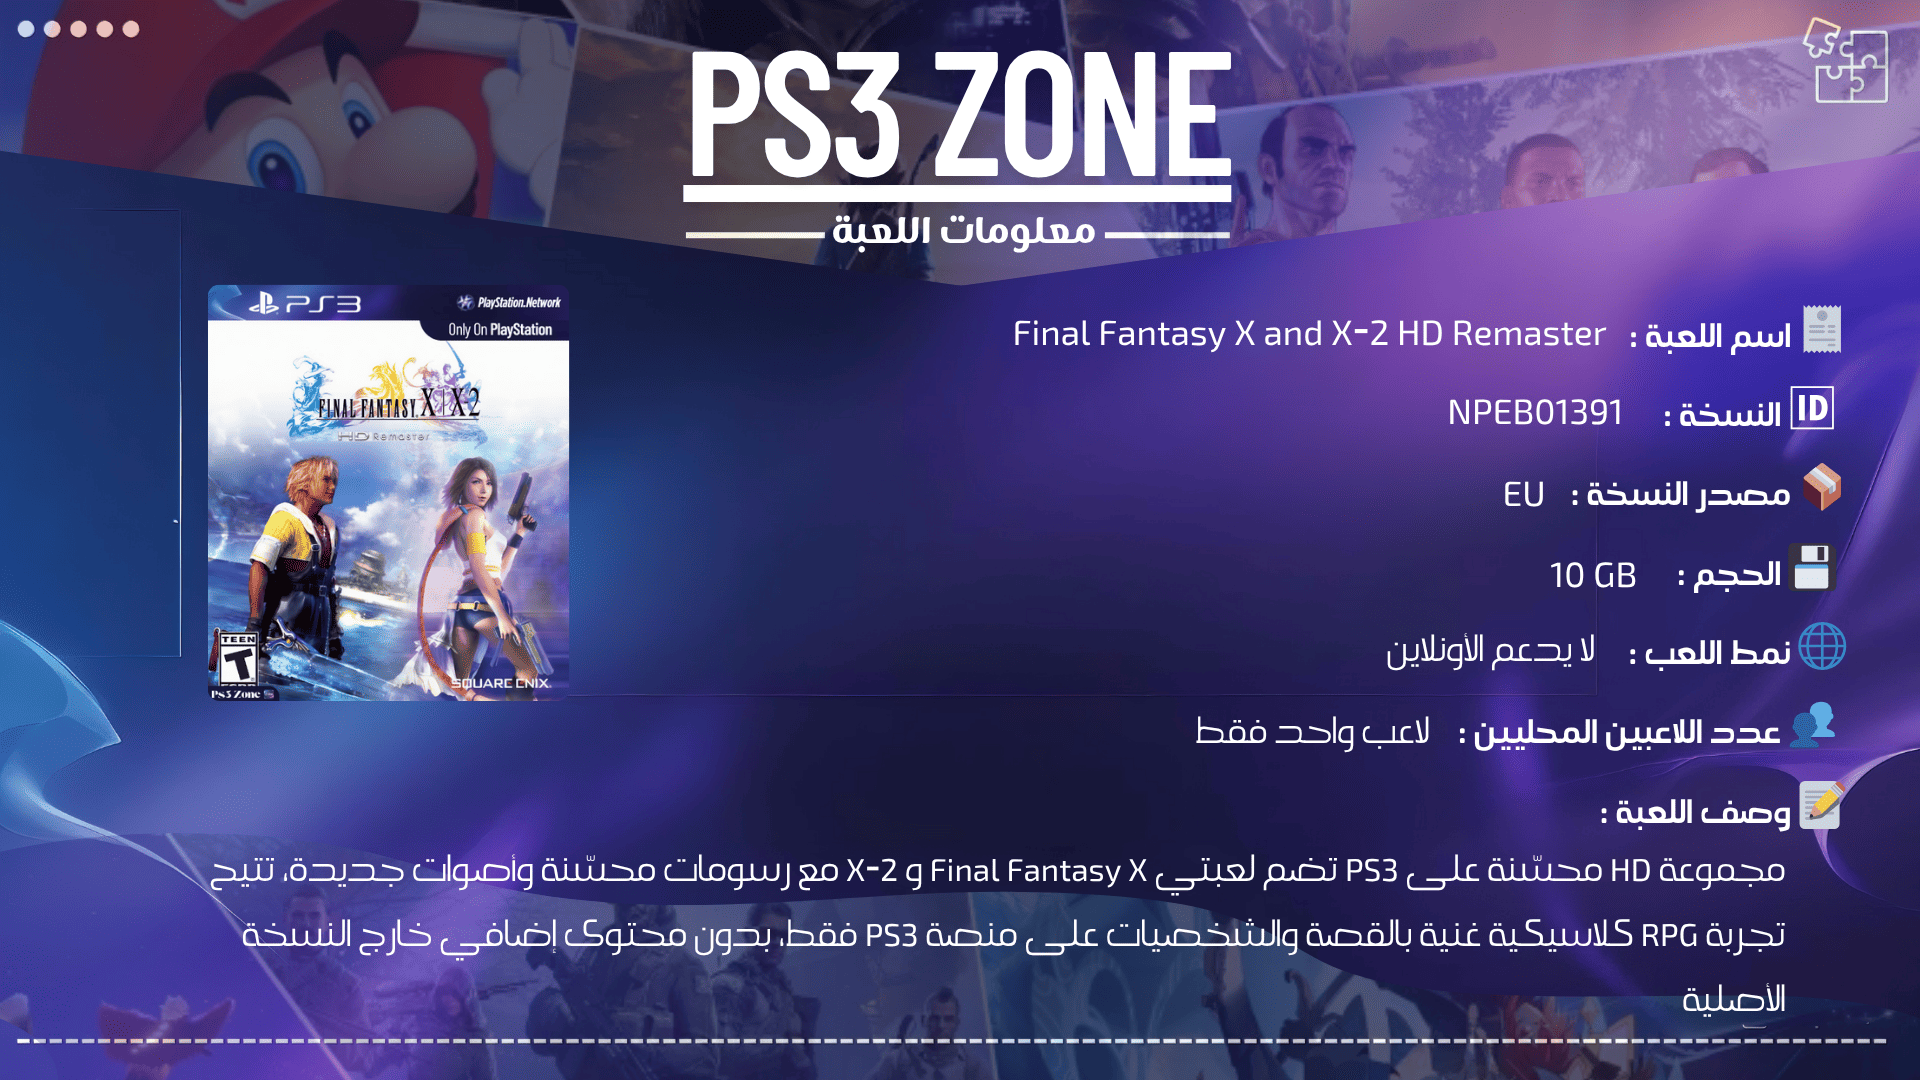 PS3 ZONE
معلومات اللعبة
PS3
PlayStation.Network
Only On PlayStation
FINAL FANTASY X|X-2
HD Remaster
TEEN
T
Ps3 Zone
SQUARE ENIX
اسم اللعبة : Final Fantasy X and X-2 HD Remaster
ID النسخة : NPEB01391
مصدر النسخة : EU
الحجم : 10 GB
نمط اللعب : لا يدعم الأونلاين
عدد اللاعبين المحليين : لاعب واحد فقط
وصف اللعبة :
مجموعة HD محسّنة على PS3 تضم لعبتي Final Fantasy X و X-2 مع رسومات محسّنة وأصوات جديدة، تتيح
تجربة RPG كلاسيكية غنية بالقصة والشخصيات على منصة PS3 فقط، بدون محتوى إضافي خارج النسخة
الأصلية